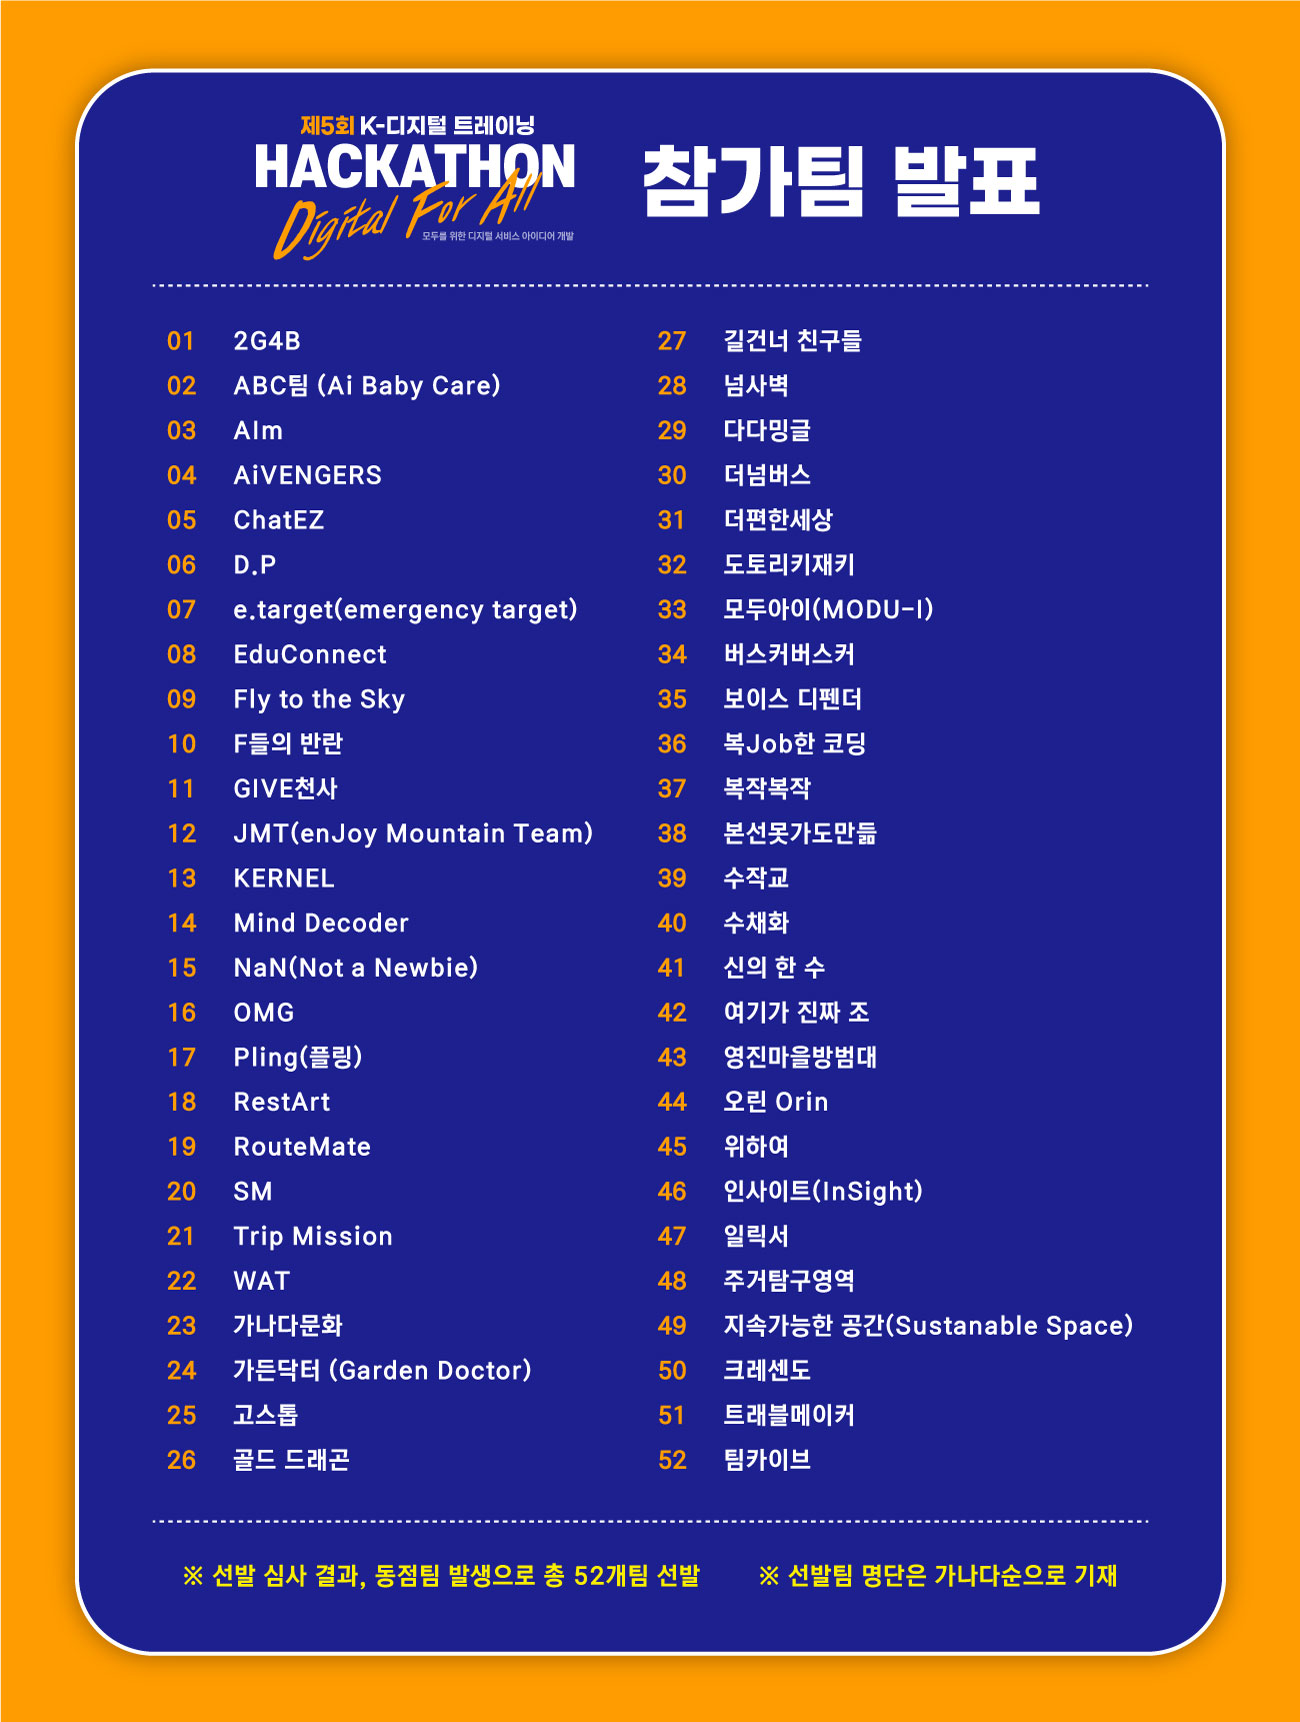 제5회 K-디지털 트레이닝
HACKATHON
Digital For All
모두를 위한 디지털 서비스 아이디어 개발
참가팀 발표
01 2G4B
02 ABC팀 (Ai Baby Care)
03 AIm
04 AiVENGERS
05 ChatEZ
06 D.P
07 e.target(emergency target)
08 EduConnect
09 Fly to the Sky
10 F들의 반란
11 GIVE천사
12 JMT(enJoy Mountain Team)
13 KERNEL
14 Mind Decoder
15 NaN(Not a Newbie)
16 OMG
17 Pling(플링)
18 RestArt
19 RouteMate
20 SM
21 Trip Mission
22 WAT
23 가나다문화
24 가든닥터 (Garden Doctor)
25 고스톱
26 골드 드래곤
27 길건너 친구들
28 넘사벽
29 다다밍글
30 더넘버스
31 더편한세상
32 도토리키재키
33 모두아이(MODU-I)
34 버스커버스커
35 보이스 디펜더
36 복Job한 코딩
37 복작복작
38 본선못가도만듦
39 수작교
40 수채화
41 신의 한 수
42 여기가 진짜 조
43 영진마을방범대
44 오린 Orin
45 위하여
46 인사이트(InSight)
47 일릭서
48 주거탐구영역
49 지속가능한 공간(Sustanable Space)
50 크레센도
51 트래블메이커
52 팀카이브
※ 선발 심사 결과, 동점팀 발생으로 총 52개팀 선발
※ 선발팀 명단은 가나다순으로 기재